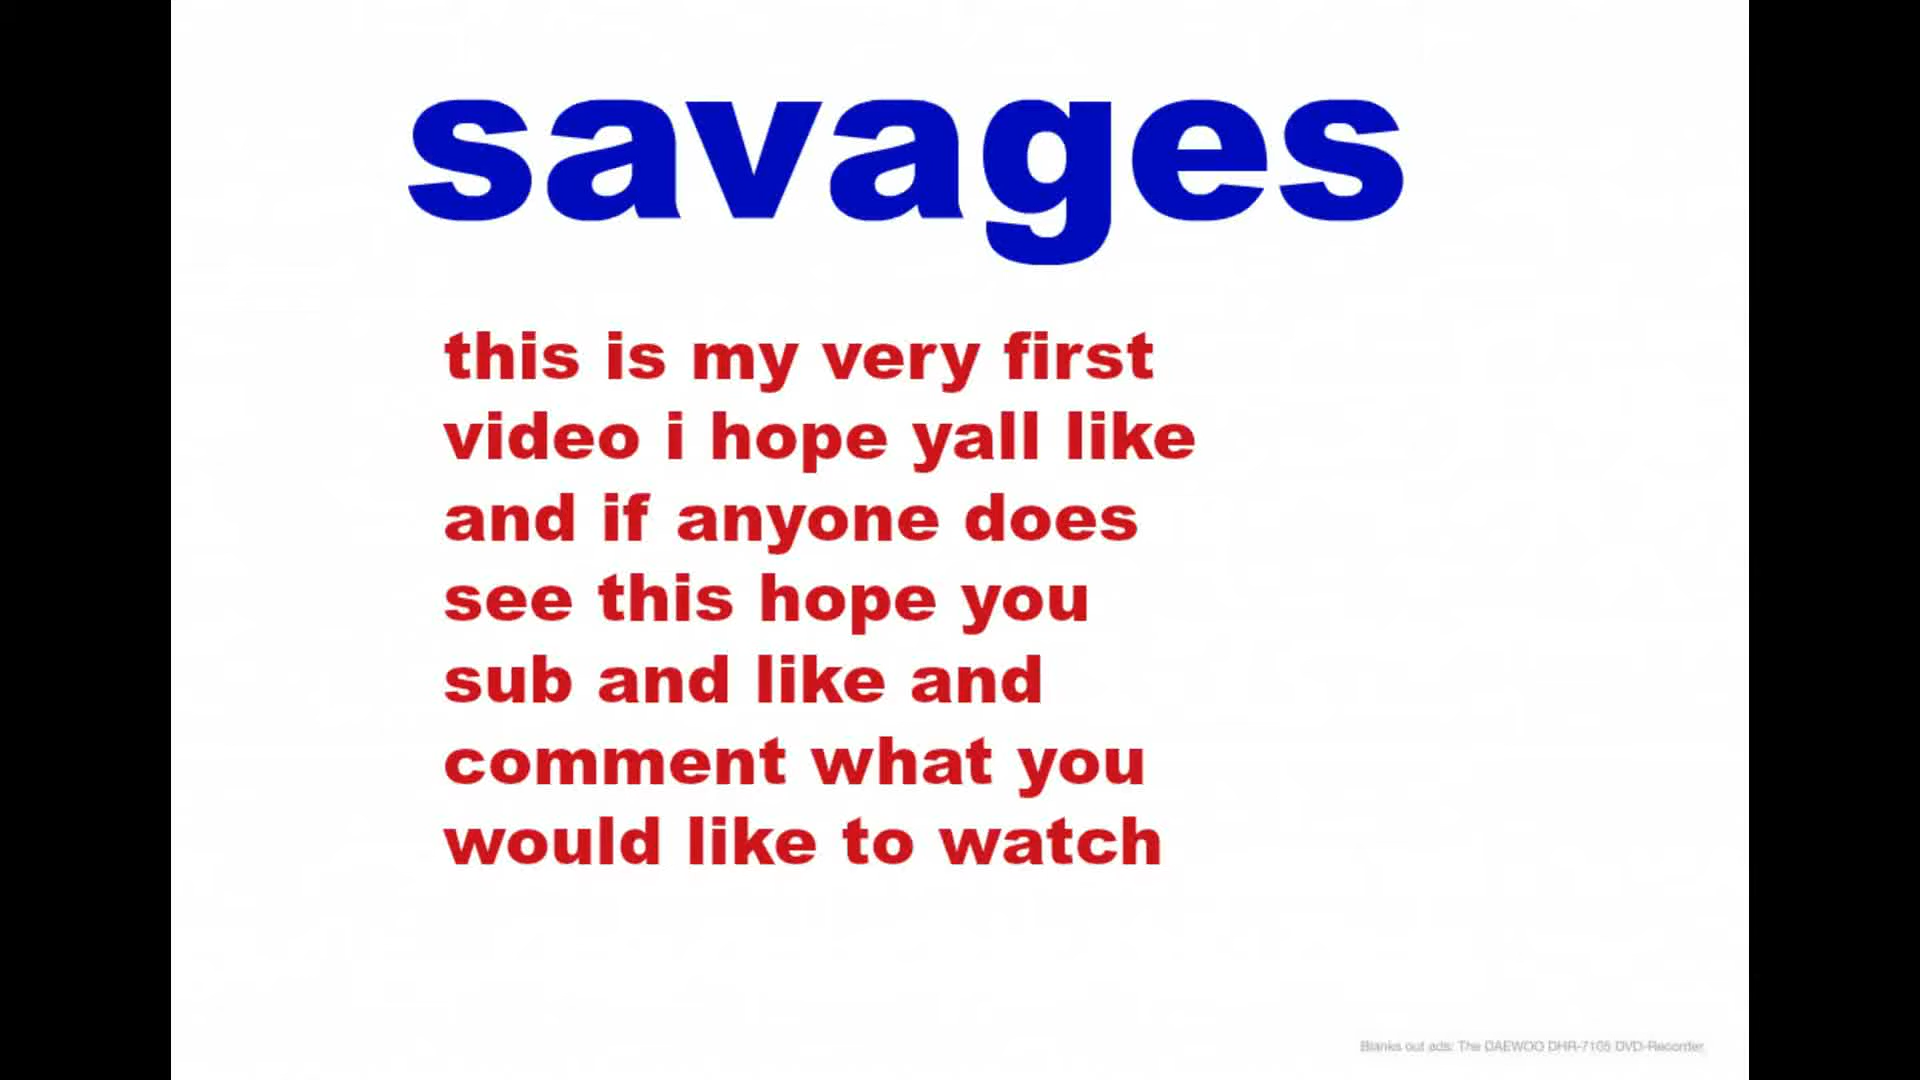 savages
this is my very first
video i hope yall like
and if anyone does
see this hope you
sub and like and
comment what you
would like to watch
Blanks out ads: The DAEWOO DHR-7105 DVD-Recorder.